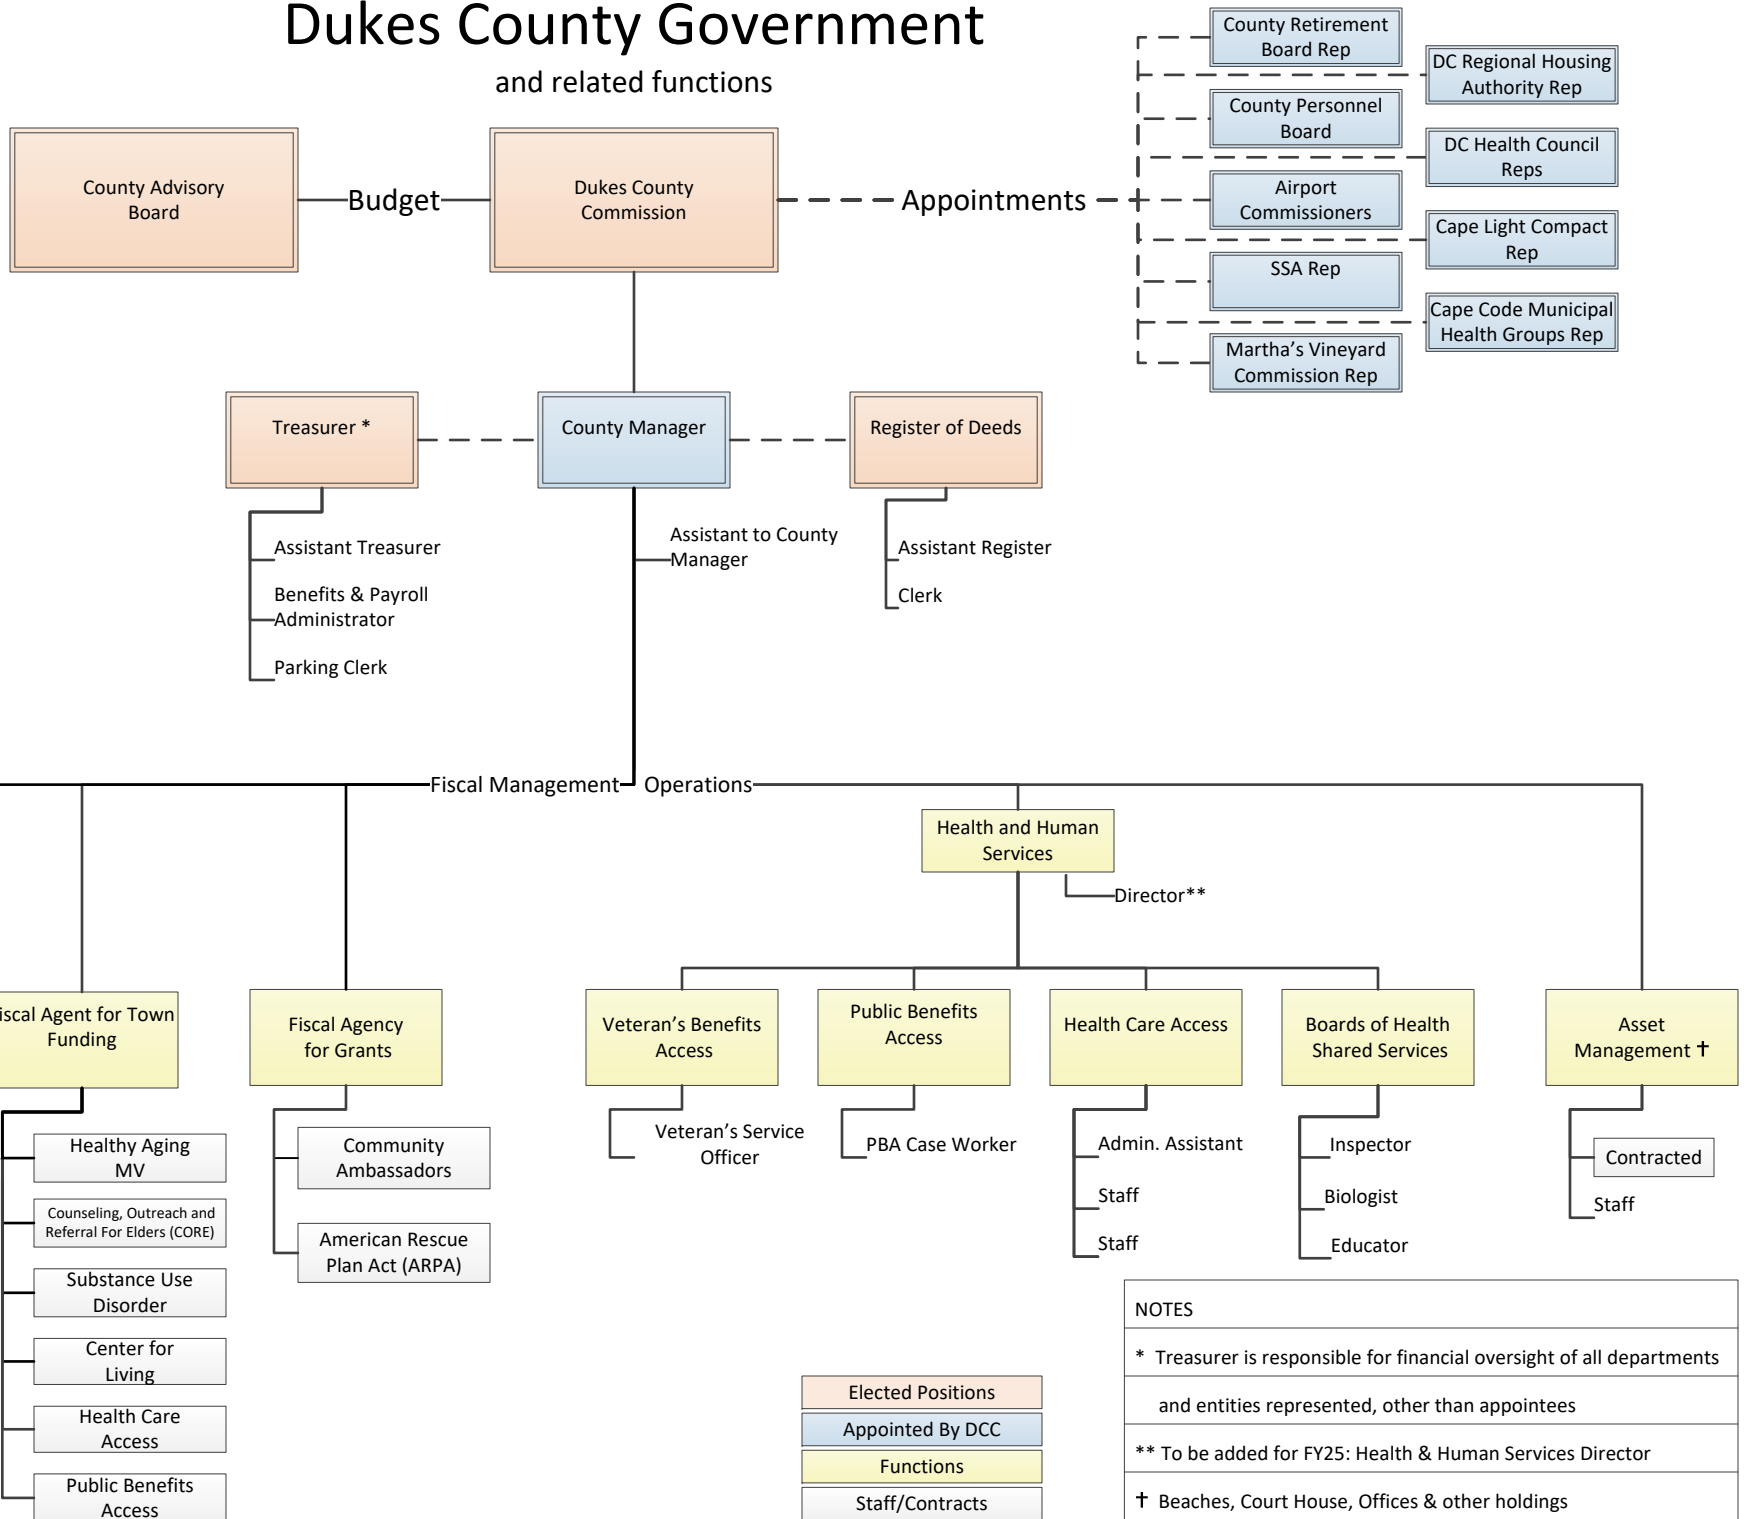 Dukes County Government
and related functions
County Retirement
Board Rep
DC Regional Housing
Authority Rep
County Personnel
Board
DC Health Council
Reps
Airport
Commissioners
Cape Light Compact
Rep
SSA Rep
Cape Code Municipal
Health Groups Rep
Martha's Vineyard
Commission Rep
County Advisory
Board
Budget
Dukes County
Commission
Appointments
Treasurer *
County Manager
Register of Deeds
Assistant Treasurer
Benefits & Payroll
Administrator
Parking Clerk
Assistant to County
Manager
Assistant Register
Clerk
Fiscal Management
Operations
Health and Human
Services
Director**
iscal Agent for Town
Funding
Fiscal Agency
for Grants
Veteran's Benefits
Access
Public Benefits
Access
Health Care Access
Boards of Health
Shared Services
Asset
Management †
Healthy Aging
MV
Counseling, Outreach and
Referral For Elders (CORE)
Substance Use
Disorder
Center for
Living
Health Care
Access
Public Benefits
Access
Community
Ambassadors
American Rescue
Plan Act (ARPA)
Veteran's Service
Officer
PBA Case Worker
Admin. Assistant
Staff
Staff
Inspector
Biologist
Educator
Contracted
Staff
Elected Positions
Appointed By DCC
Functions
Staff/Contracts
NOTES
* Treasurer is responsible for financial oversight of all departments
and entities represented, other than appointees
** To be added for FY25: Health & Human Services Director
† Beaches, Court House, Offices & other holdings